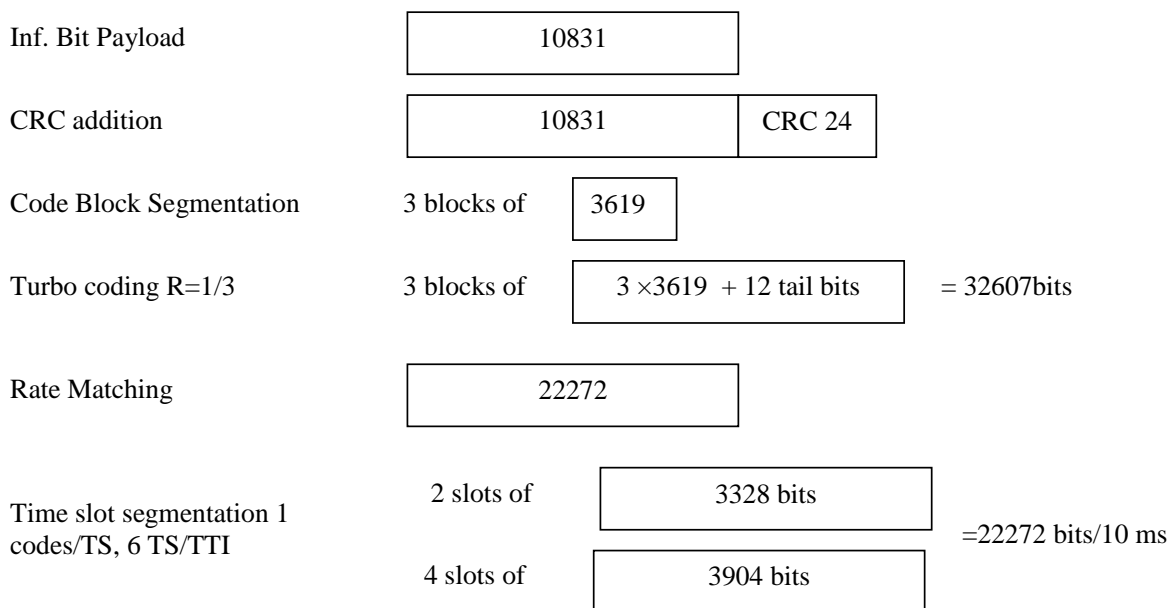 Inf. Bit Payload 10831
CRC addition 10831 CRC 24
Code Block Segmentation 3 blocks of 3619
Turbo coding R=1/3 3 blocks of 3 ×3619 + 12 tail bits = 32607bits
Rate Matching 22272
2 slots of 3328 bits
Time slot segmentation 1
codes/TS, 6 TS/TTI
=22272 bits/10 ms
4 slots of 3904 bits